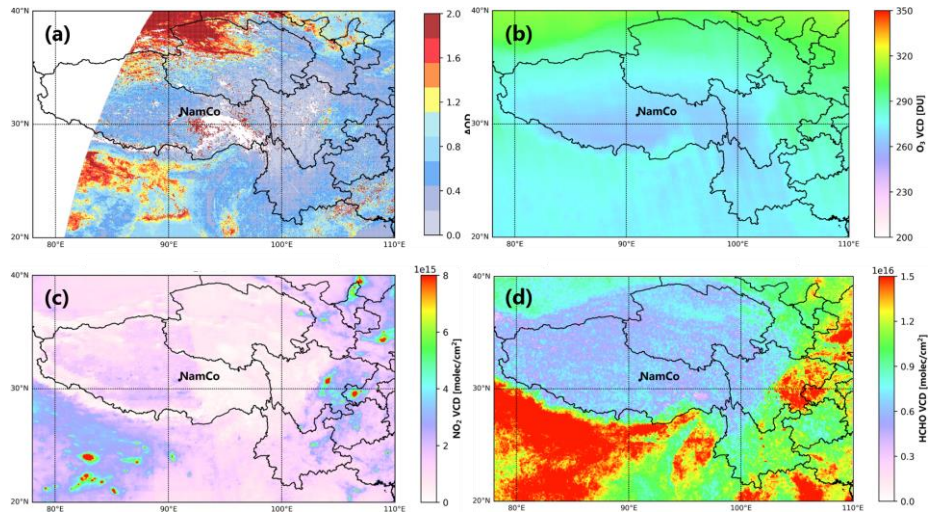 (a)
NamCo
40°N
30°N
20°N
80°E
90°E
100°E
110°E
2.0
1.6
1.2
0.8
0.4
0.0
AOD
(b)
NamCo
40°N
30°N
20°N
80°E
90°E
100°E
110°E
350
320
290
260
230
200
O₃ VCD [DU]
(c)
NamCo
40°N
30°N
20°N
80°E
90°E
100°E
110°E
1e15
8
6
4
2
0
NO₂ VCD [molec/cm²]
(d)
NamCo
40°N
30°N
20°N
80°E
90°E
100°E
110°E
1e16
1.5
1.2
0.9
0.6
0.3
0.0
HCHO VCD [molec/cm²]